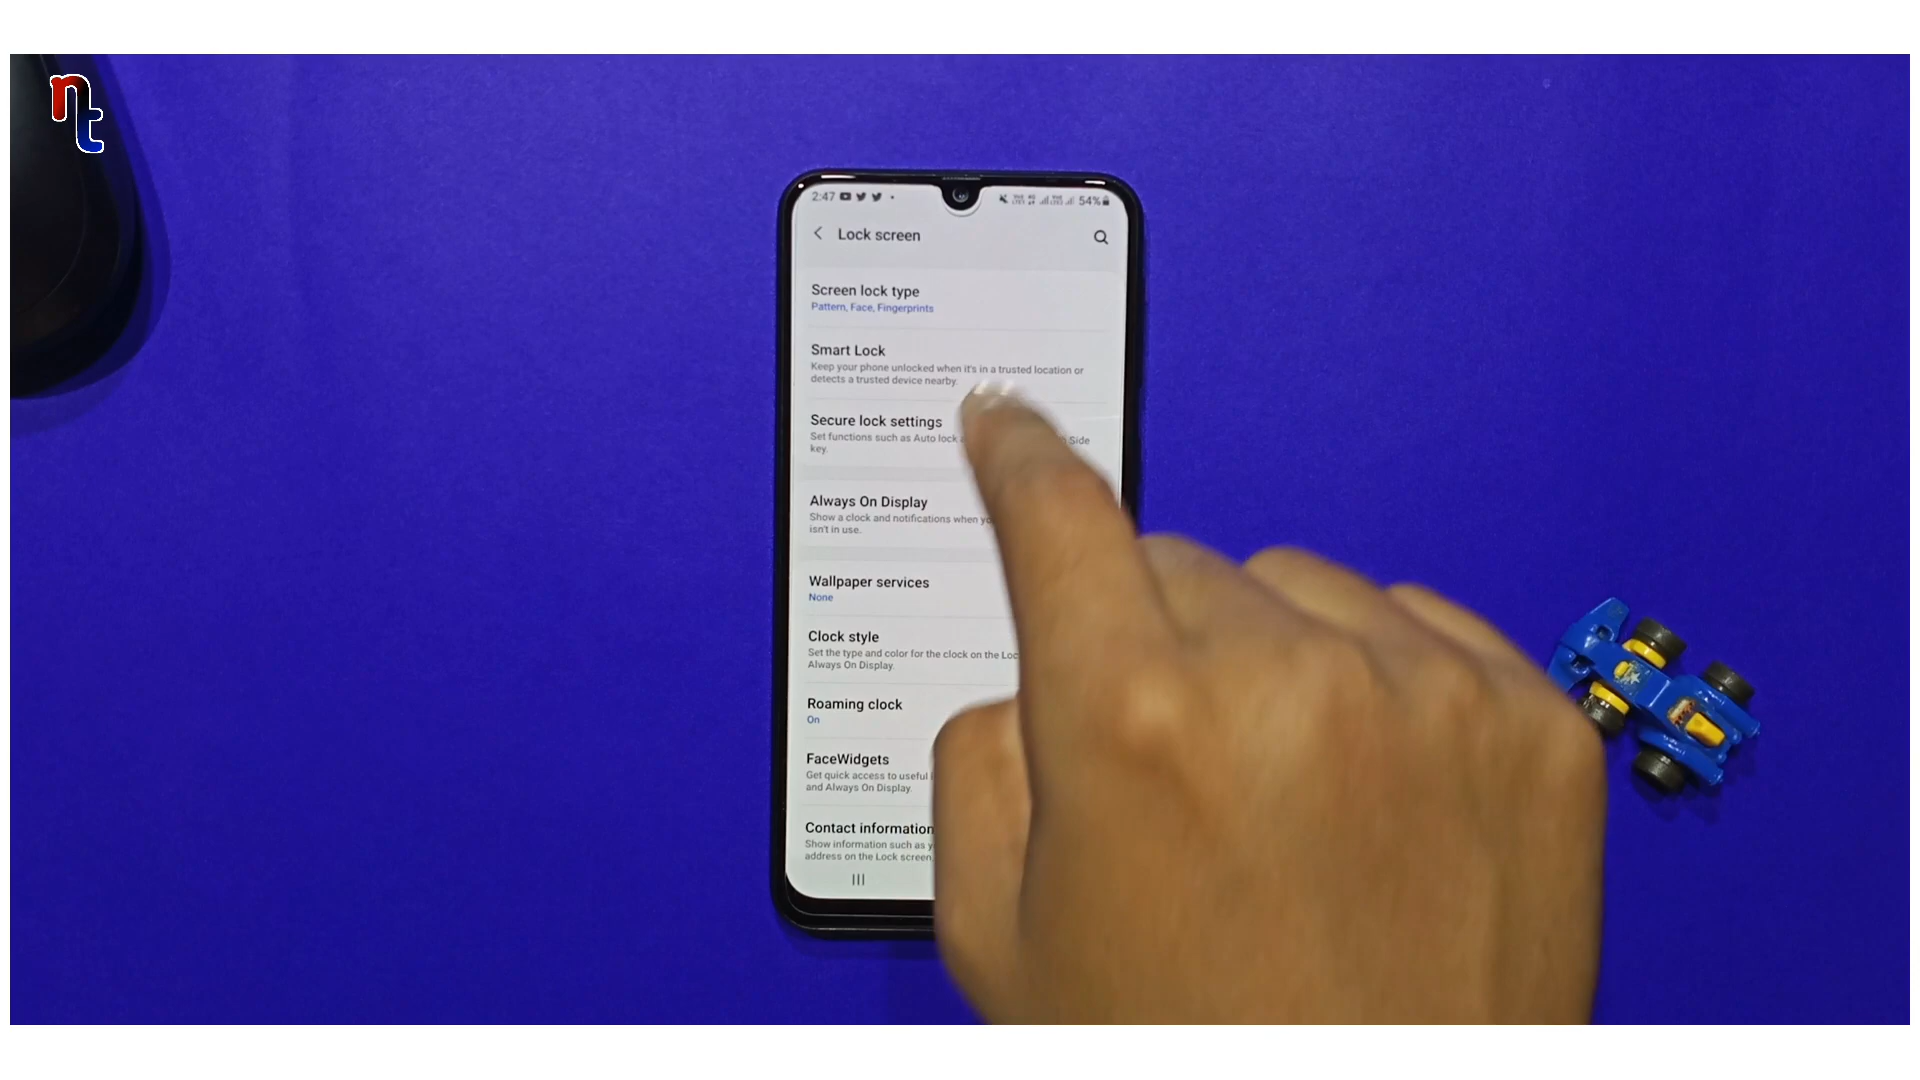 nt
2:47
54%
Lock screen
Screen lock type
Pattern, Face, Fingerprints
Smart Lock
Keep your phone unlocked when it's in a trusted location or
detects a trusted device nearby.
Secure lock settings
Set functions such as Auto lock Side
key.
Always On Display
Show a clock and notifications when
isn't in use.
Wallpaper services
None
Clock style
Set the type and color for the clock on the
Always On Display.
Roaming clock
On
FaceWidgets
Get quick access to useful
and Always On Display.
Contact information
Show information such as
address on the Lock screen.